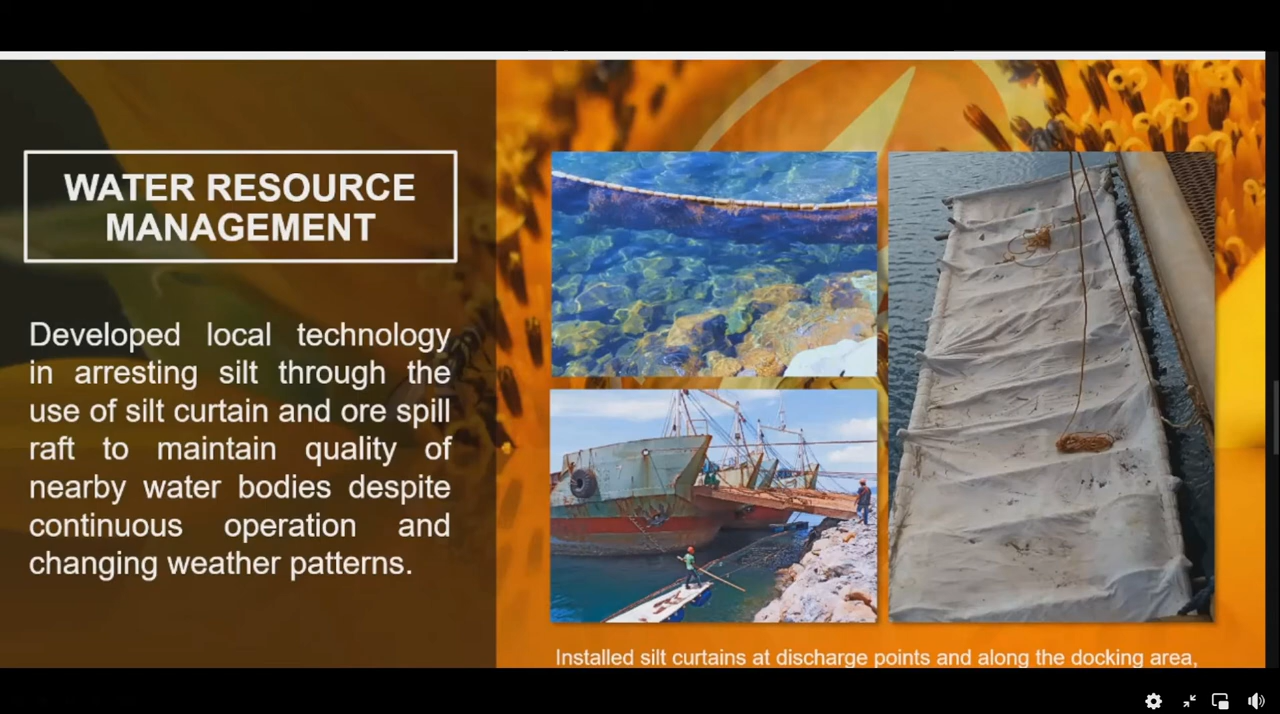 WATER RESOURCE
MANAGEMENT
Developed local technology
in arresting silt through the
use of silt curtain and ore spill
raft to maintain quality of
nearby water bodies despite
continuous operation and
changing weather patterns.
Installed silt curtains at discharge points and along the docking area,